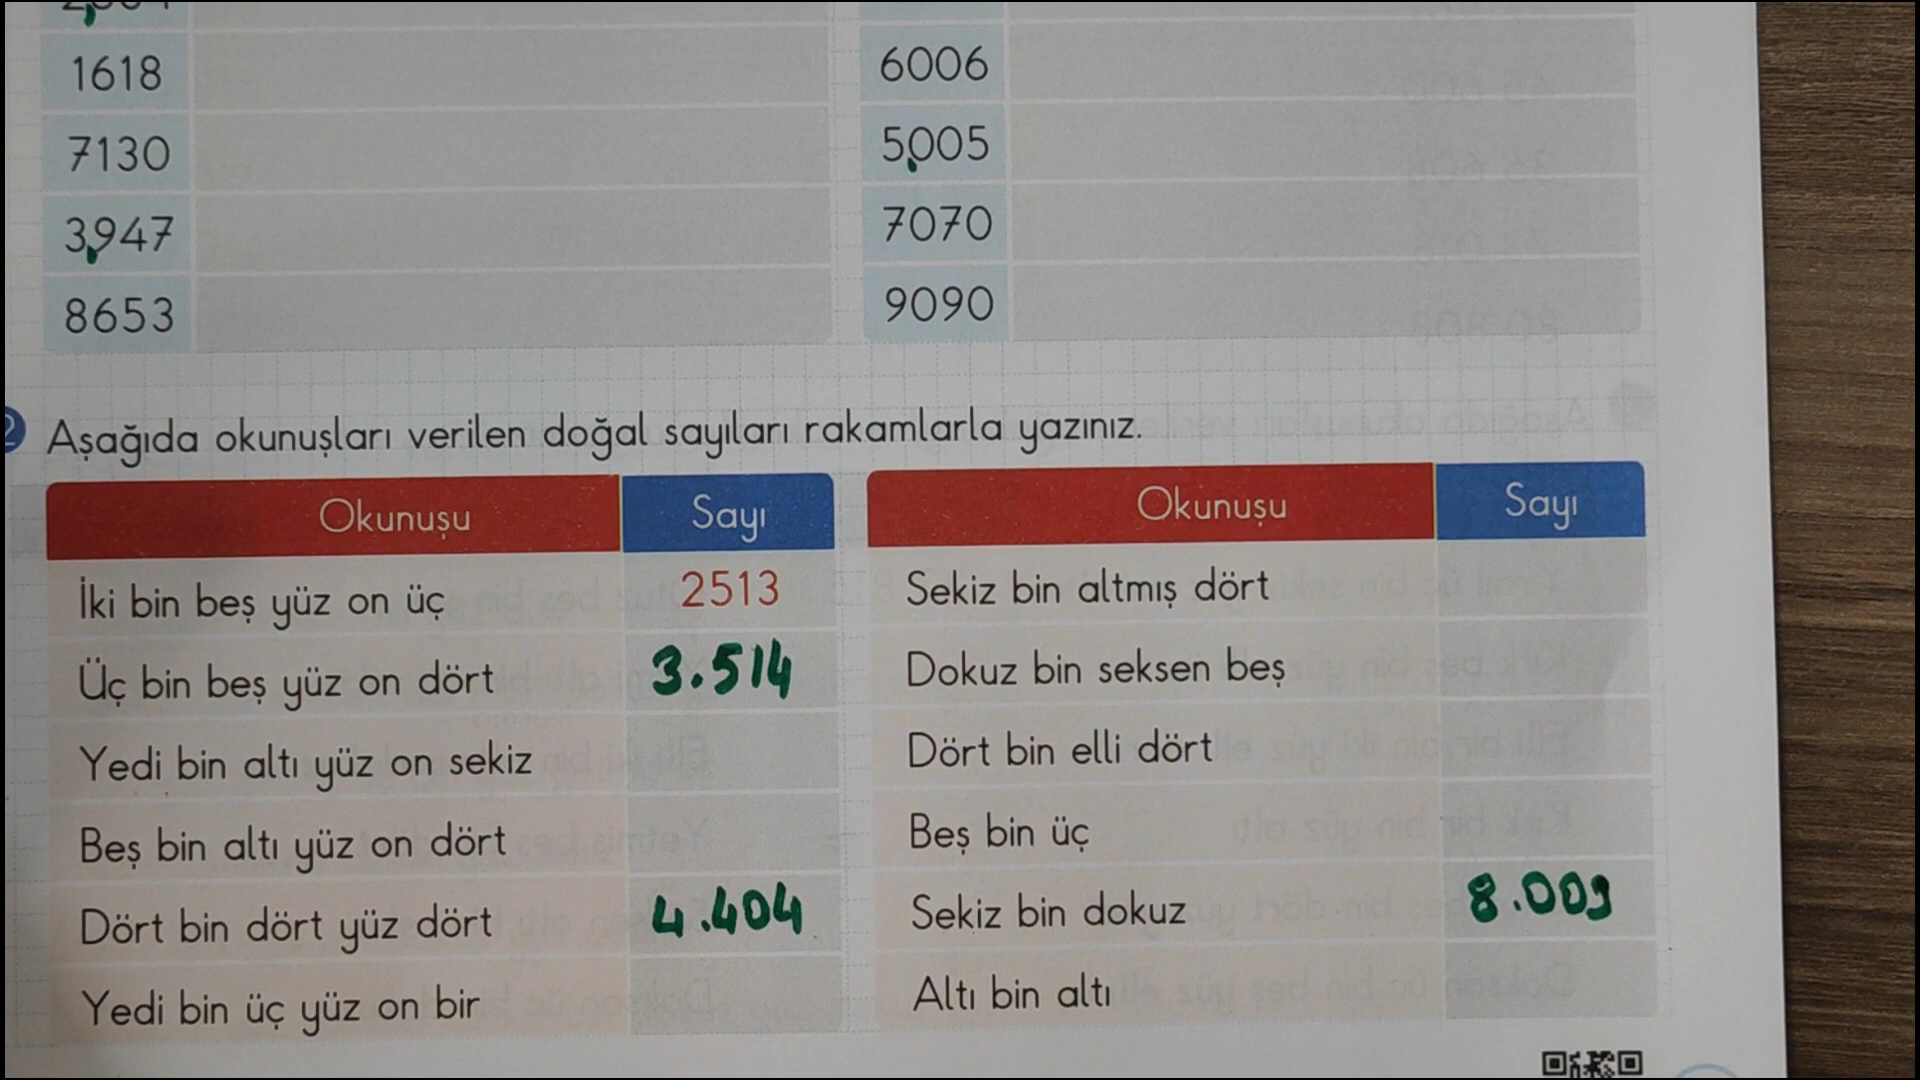 1618
6006
7130
5005
3947
7070
8653
9090
2 Aşağıda okunuşları verilen doğal sayıları rakamlarla yazınız.
Okunuşu Sayı
İki bin beş yüz on üç 2513
Üç bin beş yüz on dört 3.514
Yedi bin altı yüz on sekiz
Beş bin altı yüz on dört
Dört bin dört yüz dört 4.404
Yedi bin üç yüz on bir
Okunuşu Sayı
Sekiz bin altmış dört
Dokuz bin seksen beş
Dört bin elli dört
Beş bin üç
Sekiz bin dokuz 8.009
Altı bin altı